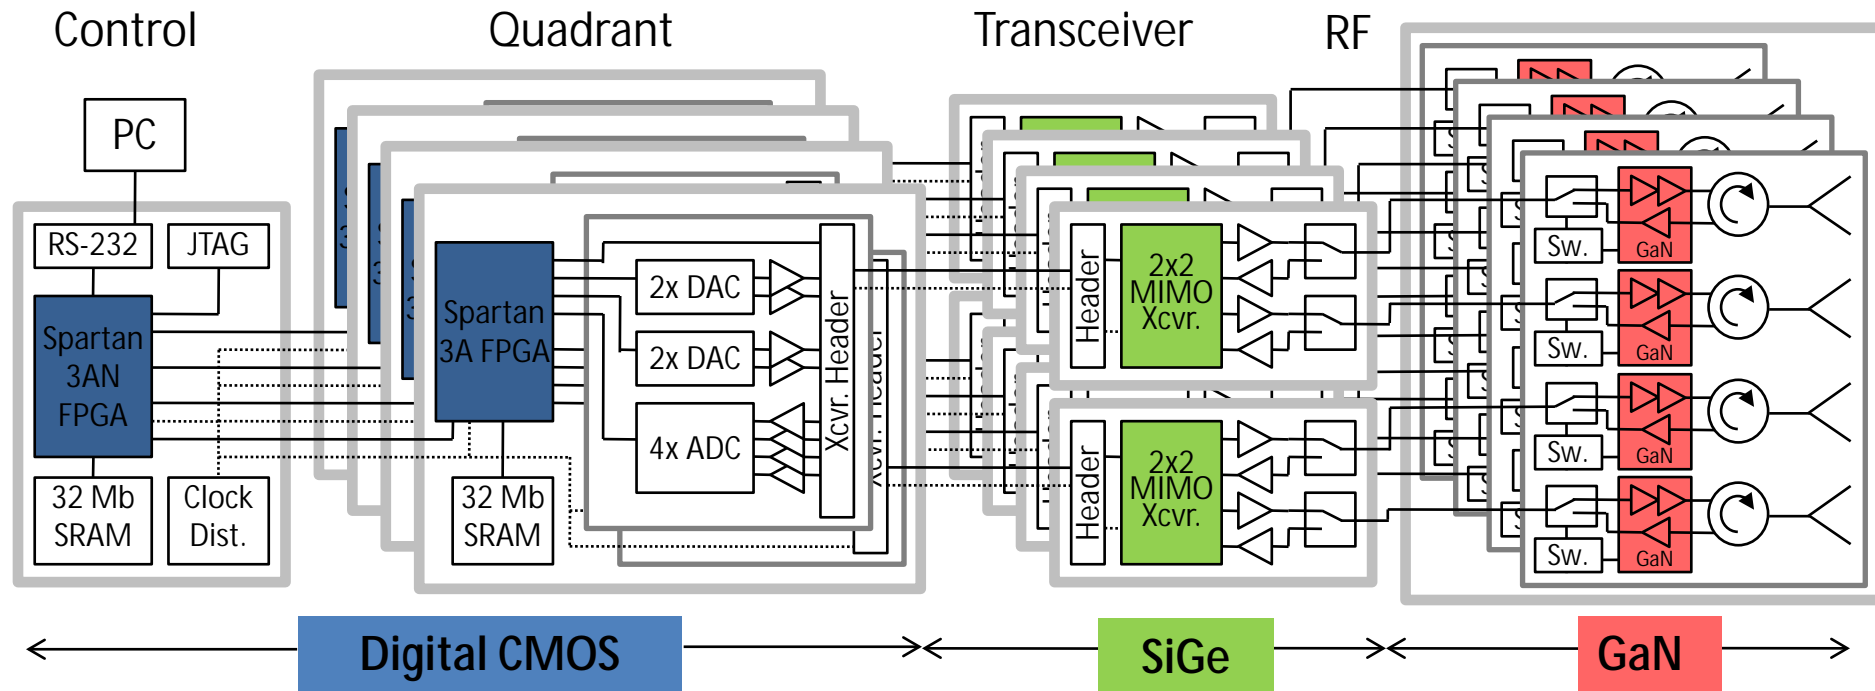 Control
Quadrant
Transceiver
RF
PC
RS-232
JTAG
Spartan
3AN
FPGA
32 Mb
SRAM
Clock
Dist.
Spartan
3A FPGA
32 Mb
SRAM
2x DAC
2x DAC
4x ADC
Xcvr. Header
Xcvr. Header
Header
2x2
MIMO
Xcvr.
Header
2x2
MIMO
Xcvr.
Sw.
GaN
Sw.
GaN
Sw.
GaN
Sw.
GaN
Digital CMOS
SiGe
GaN